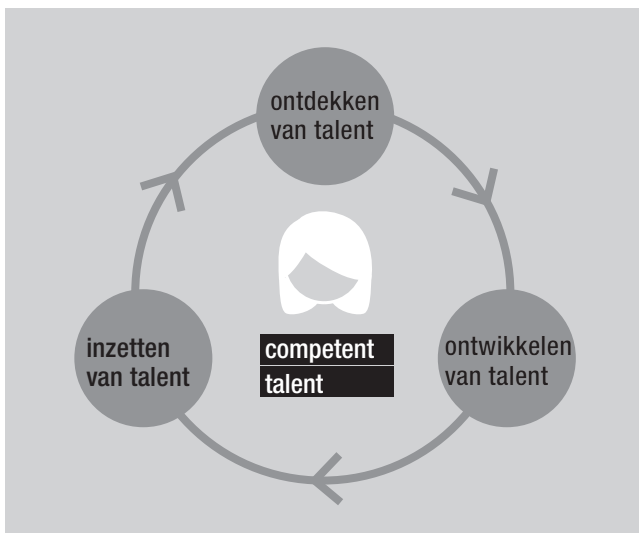 ontdekken
van talent
inzetten
van talent
competent
talent
ontwikkelen
van talent